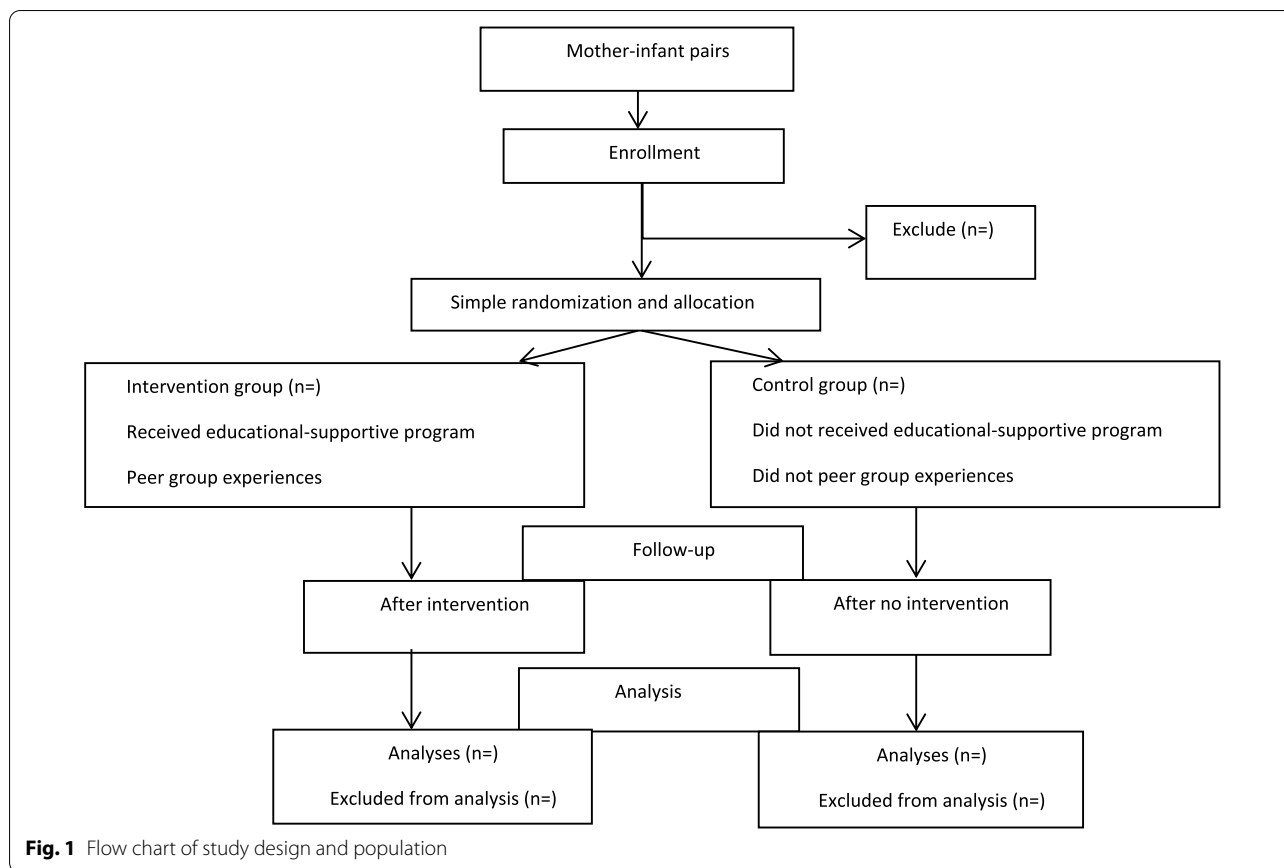 Mother-infant pairs
Enrollment
Exclude (n=)
Simple randomization and allocation
Intervention group (n=)
Received educational-supportive program
Peer group experiences
Control group (n=)
Did not received educational-supportive program
Did not peer group experiences
Follow-up
After intervention
After no intervention
Analysis
Analyses (n=)
Excluded from analysis (n=)
Analyses (n=)
Excluded from analysis (n=)
Fig. 1 Flow chart of study design and population